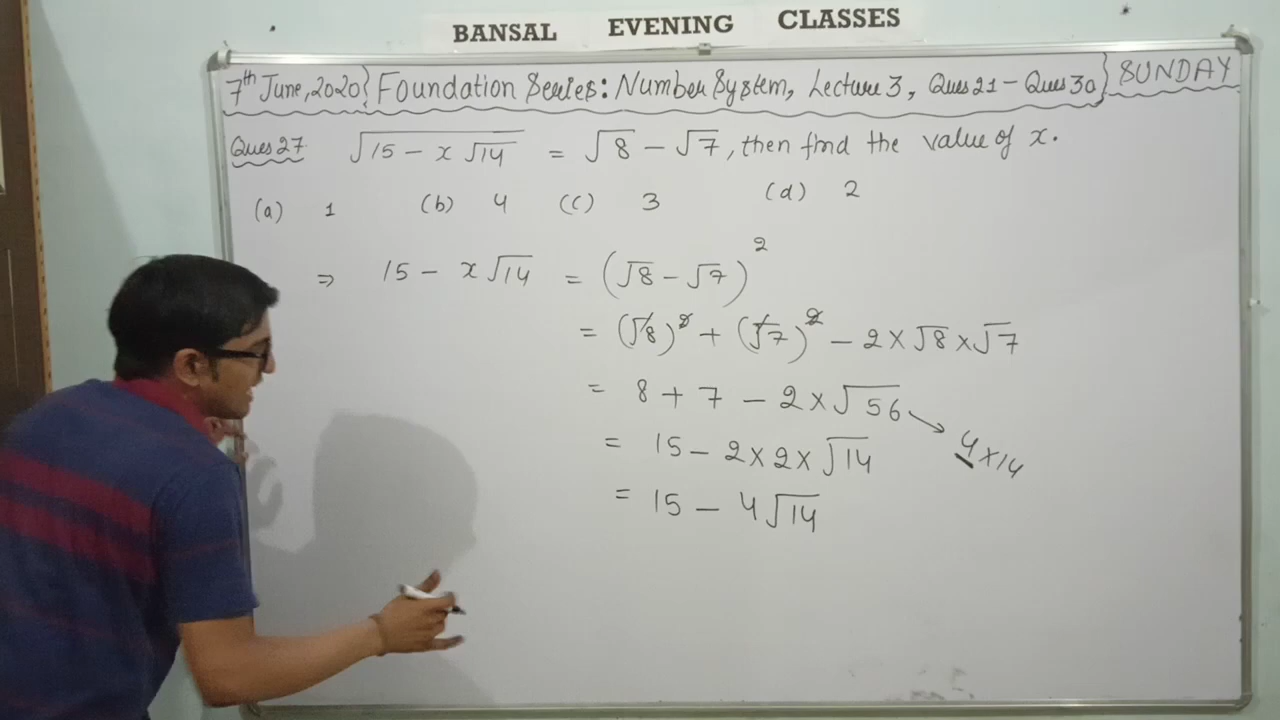 BANSAL EVENING CLASSES
7th June, 2020} Foundation Series: Number System, Lecture 3, Ques 21 - Ques 30} SUNDAY
Ques 27 √(15 - x√14) = √8 - √7, then find the value of x.
(a) 1 (b) 4 (c) 3 (d) 2
⇒ 15 - x√14 = (√8 - √7)²
= (√8)² + (√7)² - 2 × √8 × √7
= 8 + 7 - 2 × √56 → 4 × 14
= 15 - 2 × 2 × √14
= 15 - 4√14